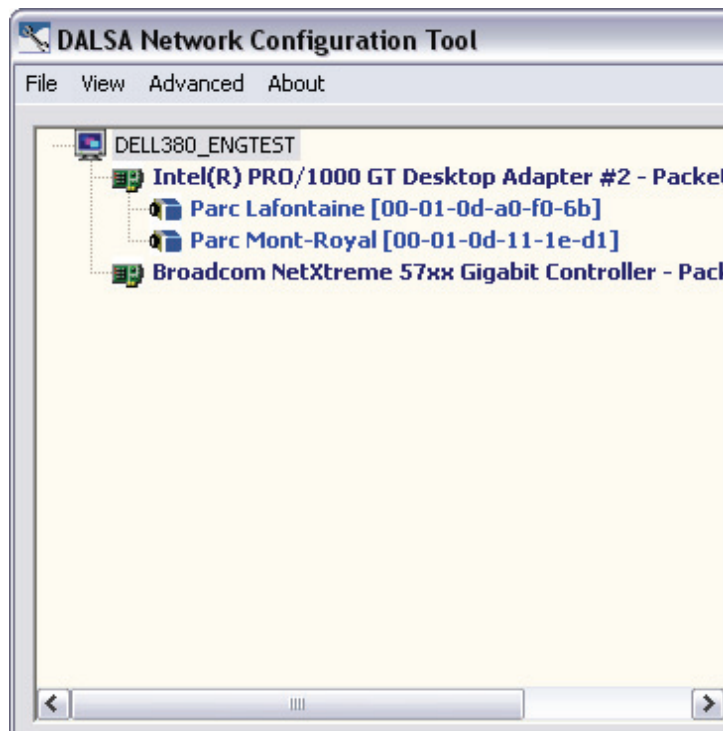 DALSA Network Configuration Tool
File View Advanced About
DELL380_ENGTEST
Intel(R) PRO/1000 GT Desktop Adapter #2 - Packet
Parc Lafontaine [00-01-0d-a0-f0-6b]
Parc Mont-Royal [00-01-0d-11-1e-d1]
Broadcom NetXtreme 57xx Gigabit Controller - Pack